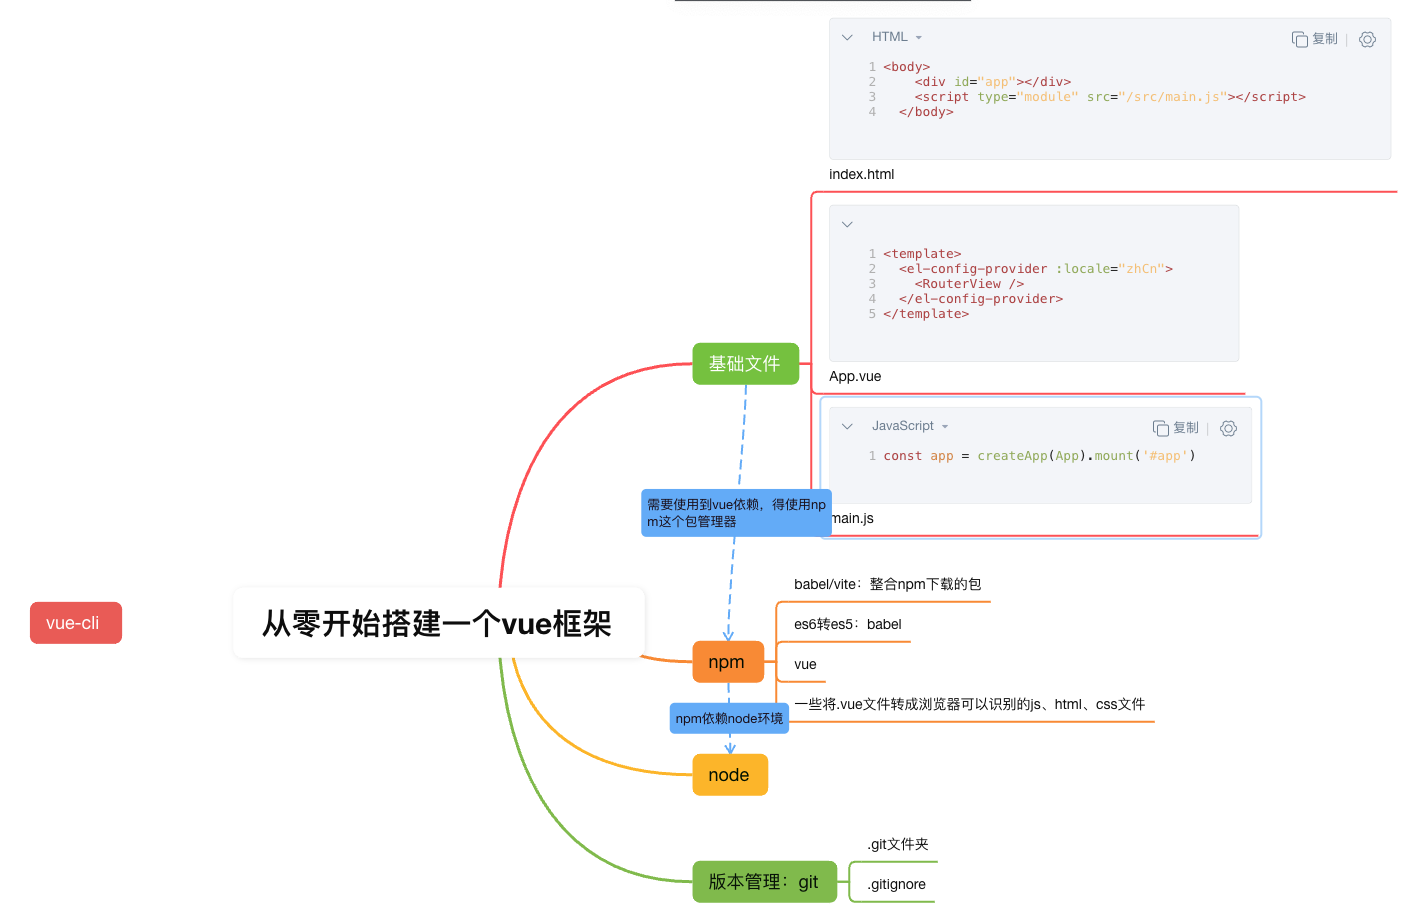 HTML
复制
1 <body>
2     <div id="app"></div>
3     <script type="module" src="/src/main.js"></script>
4   </body>
index.html
1 <template>
2   <el-config-provider :locale="zhCn">
3     <RouterView />
4   </el-config-provider>
5 </template>
App.vue
JavaScript
复制
1 const app = createApp(App).mount('#app')
main.js
基础文件
需要使用到vue依赖，得使用np
m这个包管理器
vue-cli
从零开始搭建一个vue框架
npm
babel/vite：整合npm下载的包
es6转es5：babel
vue
一些将.vue文件转成浏览器可以识别的js、html、css文件
npm依赖node环境
node
版本管理：git
.git文件夹
.gitignore